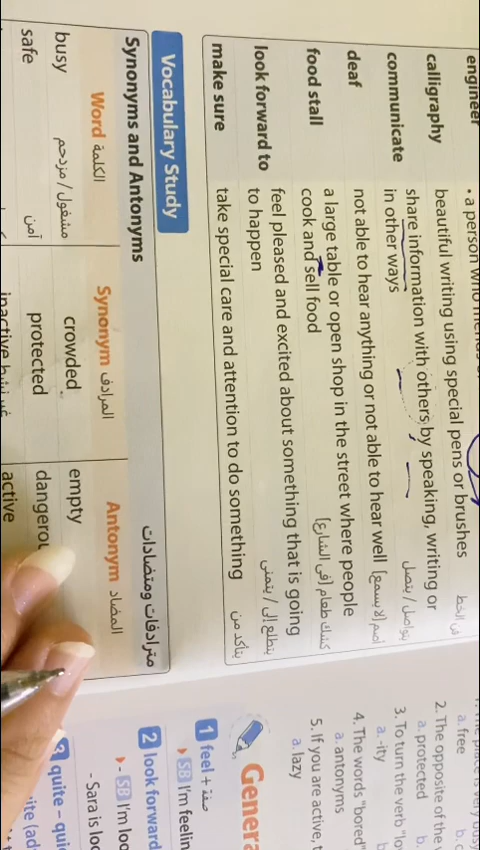 engineer • a person who
calligraphy beautiful writing using special pens or brushes فن الخط
communicate share information with others by speaking, writing or يتواصل / يتصل
in other ways
deaf not able to hear anything or not able to hear well أصم (لا يسمع)
food stall a large table or open shop in the street where people كشك طعام (في الشارع)
cook and sell food
look forward to feel pleased and excited about something that is going يتطلع إلى / يتمنى
to happen
make sure take special care and attention to do something يتأكد من
Vocabulary Study
Synonyms and Antonyms مترادفات ومتضادات
Word الكلمة Synonym المرادف Antonym المضاد
busy مشغول / مزدحم crowded empty
safe آمن protected dangerou
inactive active
a. free
2. The opposite of the
a. protected b.
3. To turn the verb "lo
a. -ity b
4. The words "bored"
a. antonyms
5. If you are active, t
a. lazy
Genera
1 feel + صفة
SB I'm feelin
2 look forward
- SB I'm loo
- Sara is loo
3 quite – qui
ite (ad